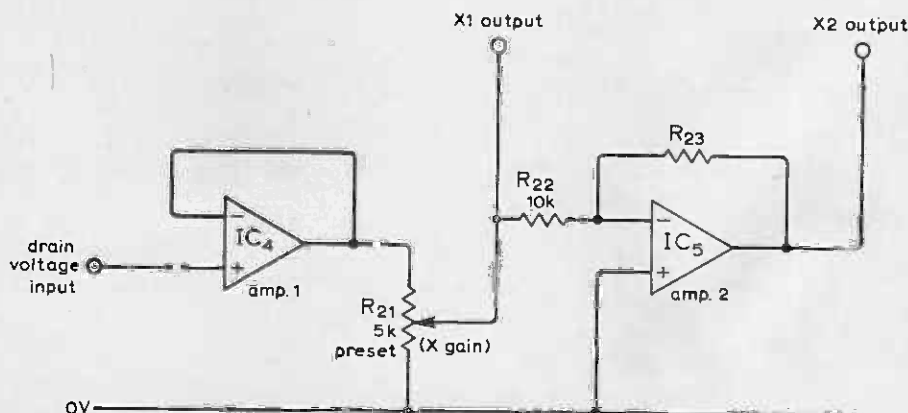 X1 output
X2 output
R23
R22
10k
−
IC4
+
amp. 1
−
IC5
+
amp. 2
drain
voltage
input
R21
5k
preset
(X gain)
0V